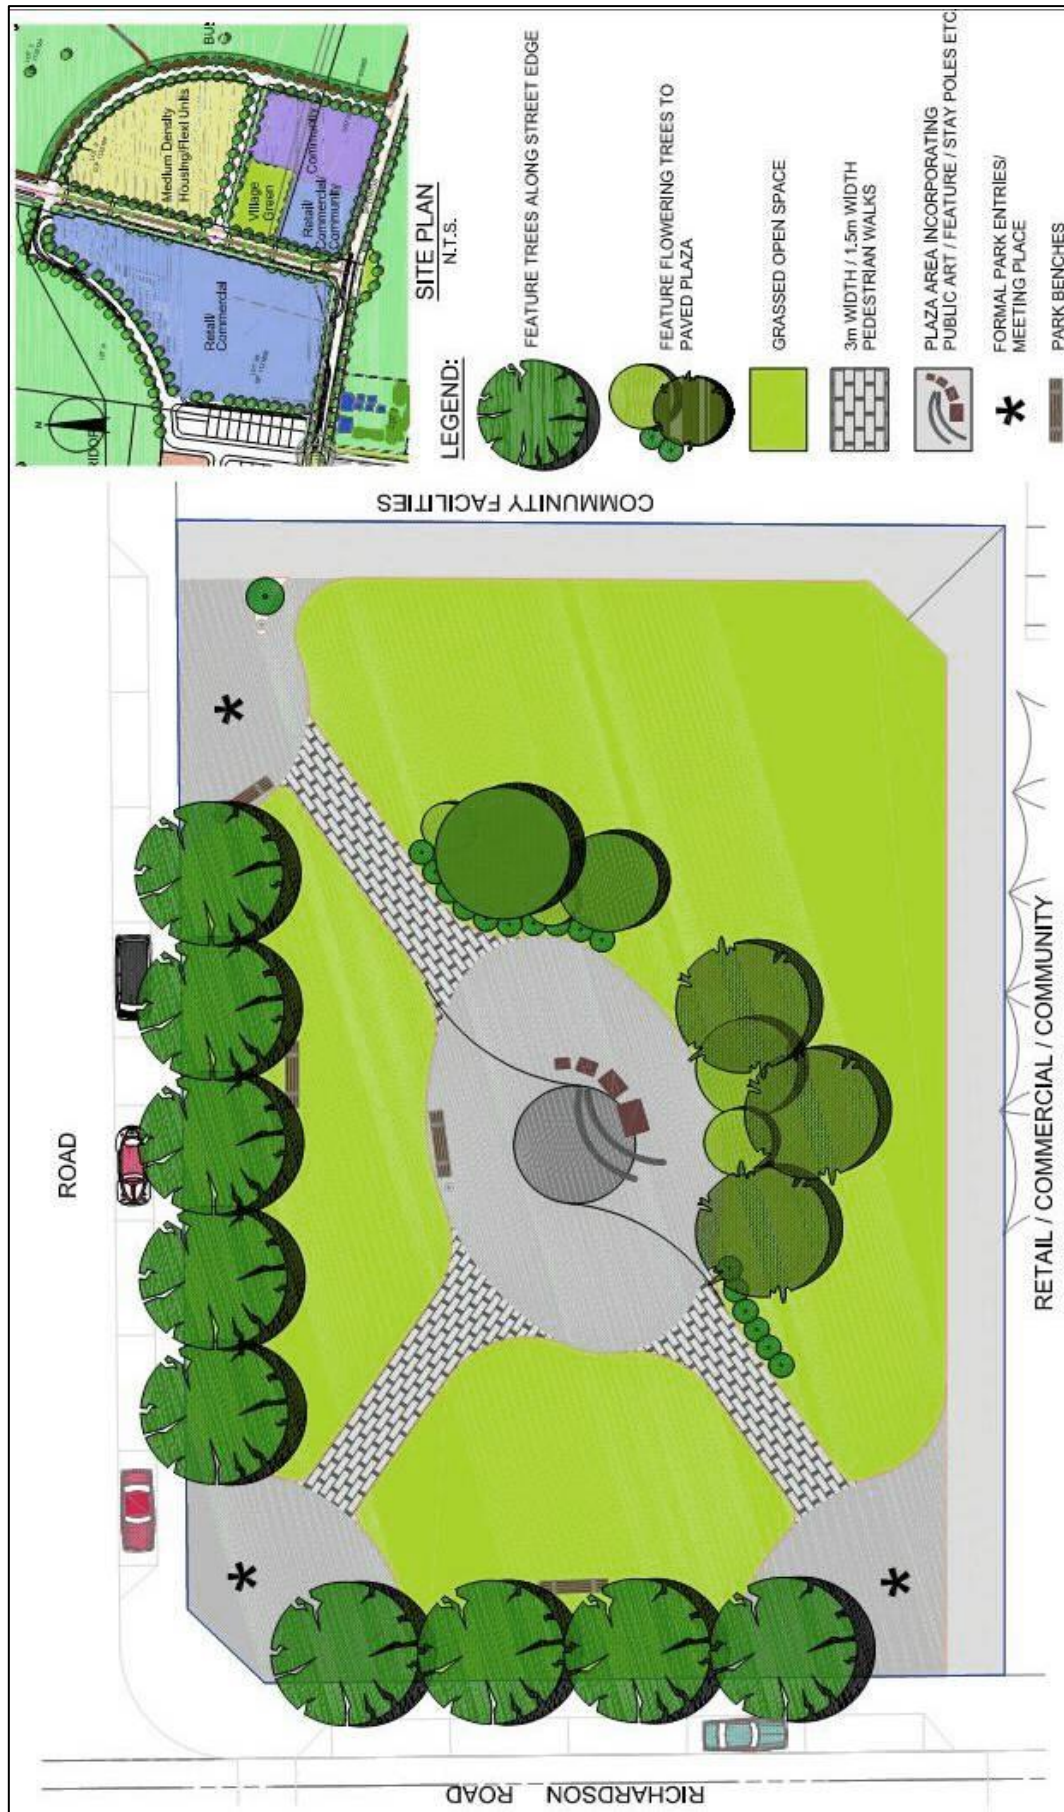 BUS
Medium Density
Housing/Flexi Units
Village
Green
Community
Retail/
Commercial/
Community
Retail/
Commercial
N
SITE PLAN
N.T.S.
LEGEND:
FEATURE TREES ALONG STREET EDGE
FEATURE FLOWERING TREES TO
PAVED PLAZA
GRASSED OPEN SPACE
3m WIDTH / 1.5m WIDTH
PEDESTRIAN WALKS
PLAZA AREA INCORPORATING
PUBLIC ART / FEATURE / STAY POLES ETC.
FORMAL PARK ENTRIES/
MEETING PLACE
PARK BENCHES
COMMUNITY FACILITIES
ROAD
RETAIL / COMMERCIAL / COMMUNITY
RICHARDSON ROAD